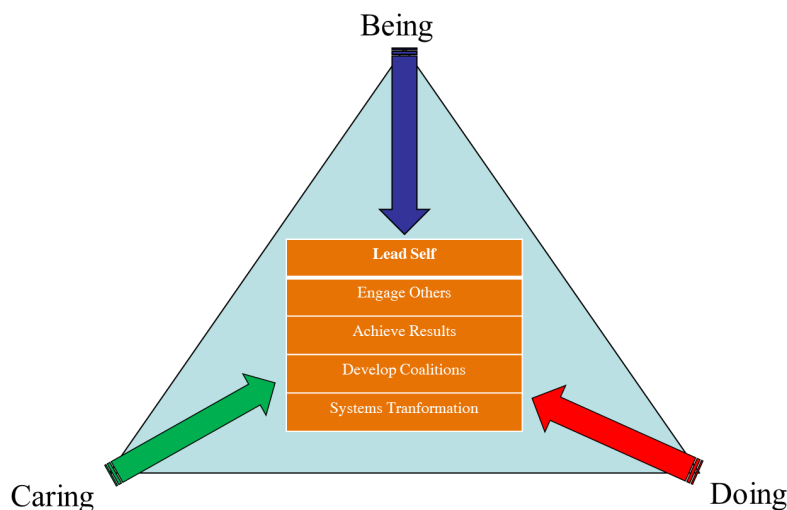 Being
Lead Self
Engage Others
Achieve Results
Develop Coalitions
Systems Tranformation
Caring
Doing